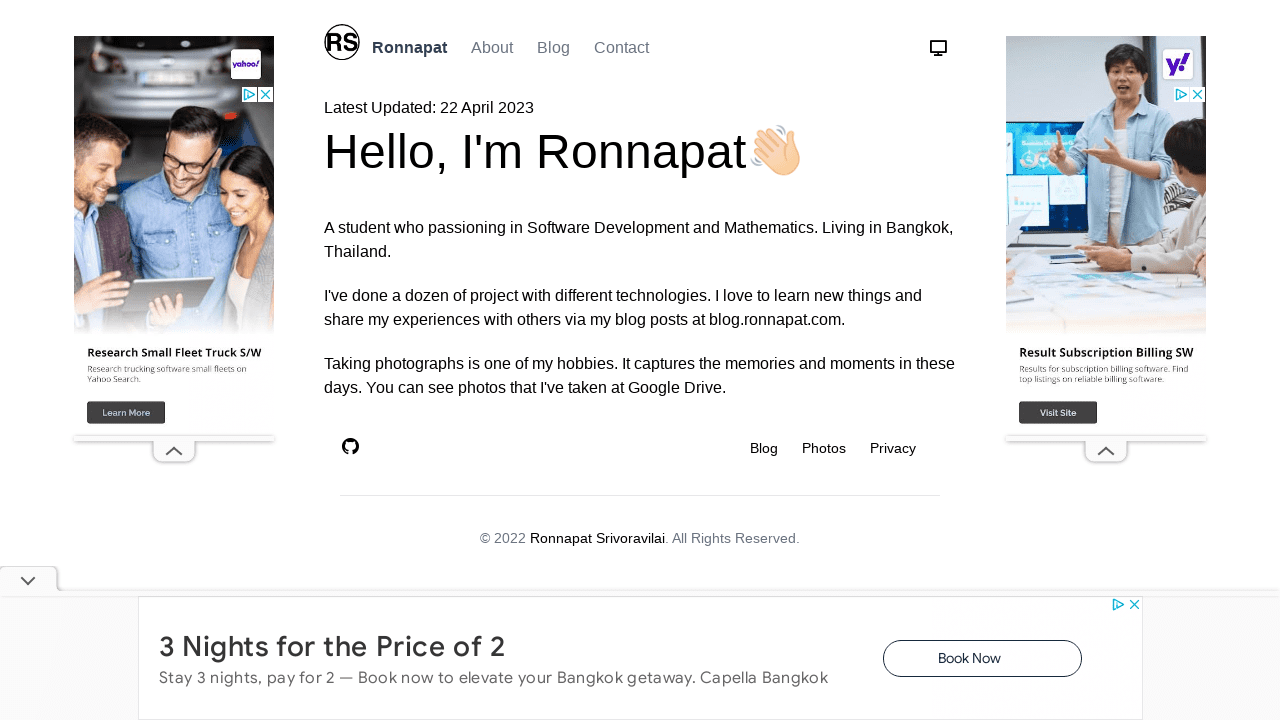 RS
Ronnapat About Blog Contact
Latest Updated: 22 April 2023
Hello, I'm Ronnapat👋🏻
A student who passioning in Software Development and Mathematics. Living in Bangkok,
Thailand.
I've done a dozen of project with different technologies. I love to learn new things and
share my experiences with others via my blog posts at blog.ronnapat.com.
Taking photographs is one of my hobbies. It captures the memories and moments in these
days. You can see photos that I've taken at Google Drive.
Blog Photos Privacy
© 2022 Ronnapat Srivoravilai. All Rights Reserved.
yahoo!
Research Small Fleet Truck S/W
Research trucking software small fleets on
Yahoo Search.
Learn More
y!
Result Subscription Billing SW
Results for subscription billing software. Find
top listings on reliable billing software.
Visit Site
3 Nights for the Price of 2
Stay 3 nights, pay for 2 — Book now to elevate your Bangkok getaway. Capella Bangkok
Book Now